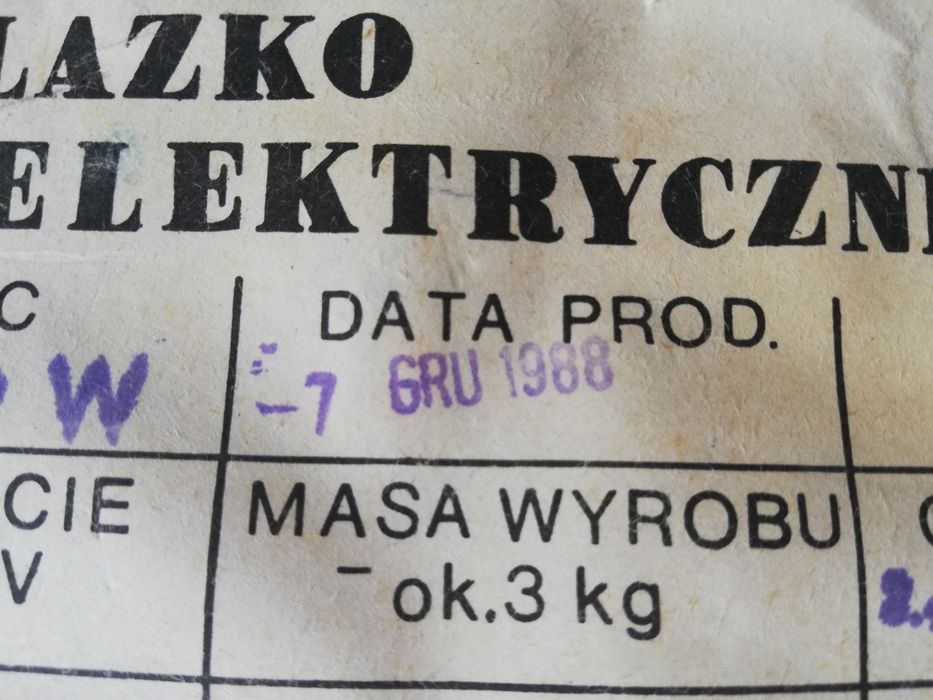 LAZKO
ELEKTRYCZN
C DATA PROD.
W -7 GRU 1988
CIE MASA WYROBU
V ok.3 kg